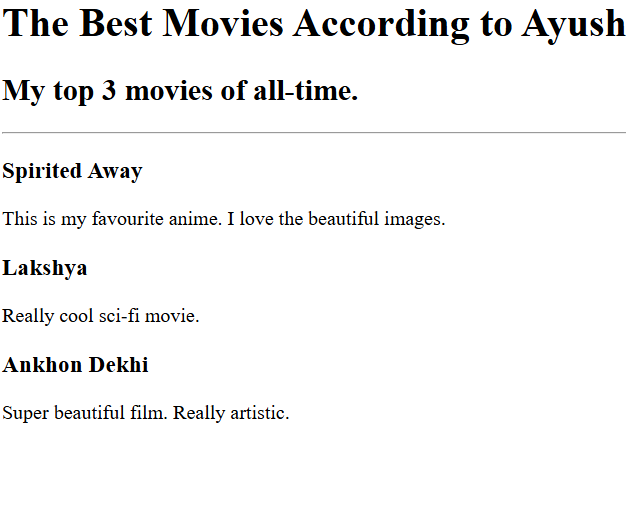 The Best Movies According to Ayush
My top 3 movies of all-time.
Spirited Away
This is my favourite anime. I love the beautiful images.
Lakshya
Really cool sci-fi movie.
Ankhon Dekhi
Super beautiful film. Really artistic.